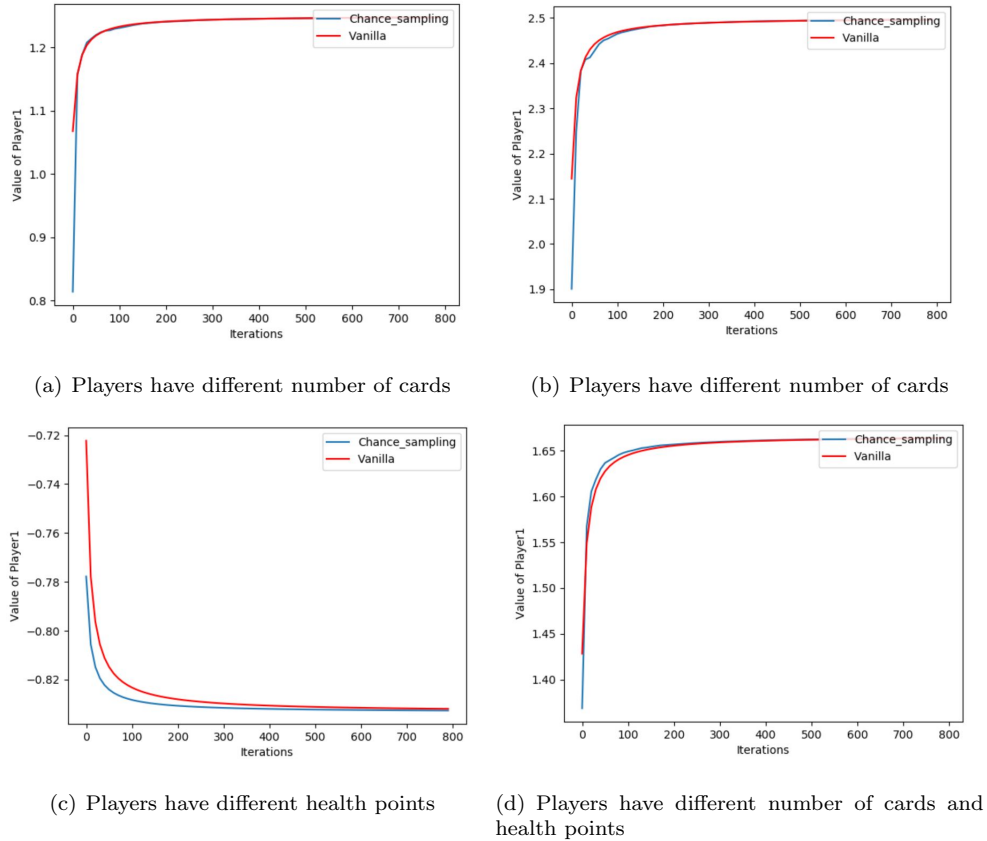 1.2
1.1
1.0
0.9
0.8
Value of Player1
Chance_sampling
Vanilla
0 100 200 300 400 500 600 700 800
Iterations
(a) Players have different number of cards
2.5
2.4
2.3
2.2
2.1
2.0
1.9
Value of Player1
Chance_sampling
Vanilla
0 100 200 300 400 500 600 700 800
Iterations
(b) Players have different number of cards
−0.72
−0.74
−0.76
−0.78
−0.80
−0.82
Value of Player1
Chance_sampling
Vanilla
0 100 200 300 400 500 600 700 800
Iterations
(c) Players have different health points
1.65
1.60
1.55
1.50
1.45
1.40
Value of Player1
Chance_sampling
Vanilla
0 100 200 300 400 500 600 700 800
Iterations
(d) Players have different number of cards and
health points